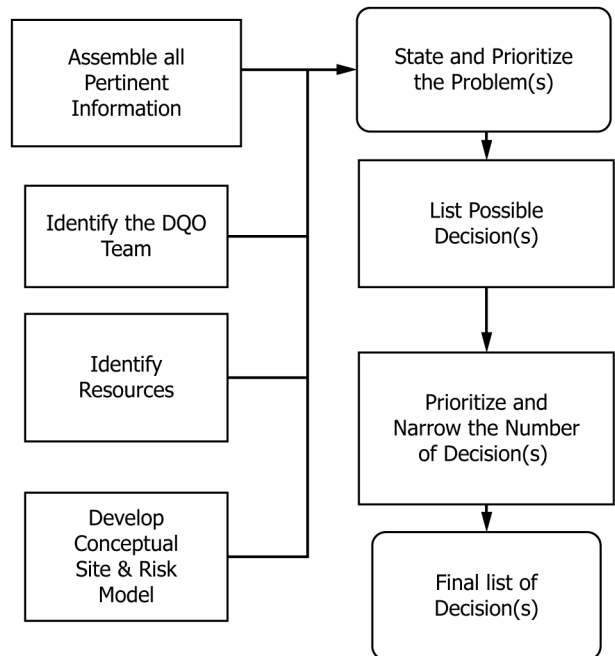 Assemble all
Pertinent
Information
Identify the DQO
Team
Identify
Resources
Develop
Conceptual
Site & Risk
Model
State and Prioritize
the Problem(s)
List Possible
Decision(s)
Prioritize and
Narrow the Number
of Decision(s)
Final list of
Decision(s)